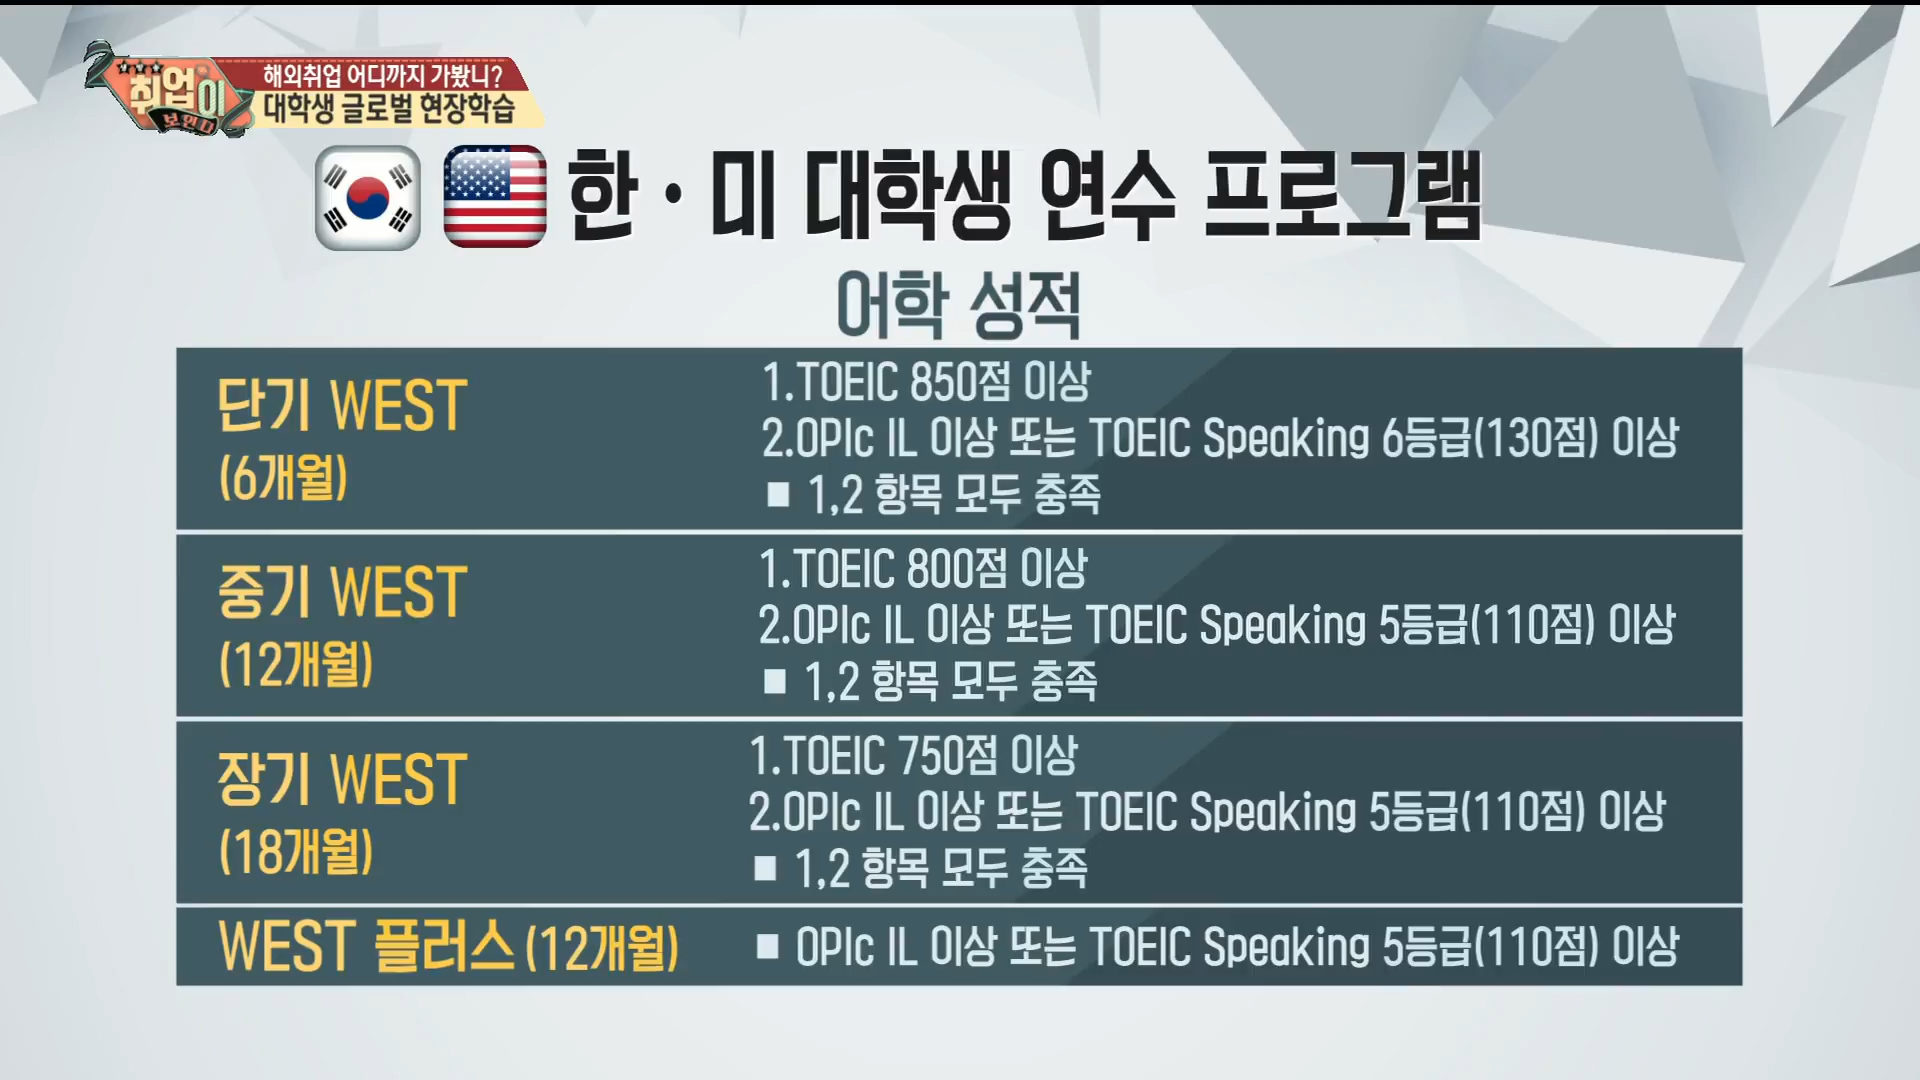 취업이
보인다
해외취업 어디까지 가봤니?
대학생 글로벌 현장학습
한·미 대학생 연수 프로그램
어학 성적
단기 WEST
(6개월)
1.TOEIC 850점 이상
2.OPIc IL 이상 또는 TOEIC Speaking 6등급(130점) 이상
■ 1,2 항목 모두 충족
중기 WEST
(12개월)
1.TOEIC 800점 이상
2.OPIc IL 이상 또는 TOEIC Speaking 5등급(110점) 이상
■ 1,2 항목 모두 충족
장기 WEST
(18개월)
1.TOEIC 750점 이상
2.OPIc IL 이상 또는 TOEIC Speaking 5등급(110점) 이상
■ 1,2 항목 모두 충족
WEST 플러스 (12개월)
■ OPIc IL 이상 또는 TOEIC Speaking 5등급(110점) 이상